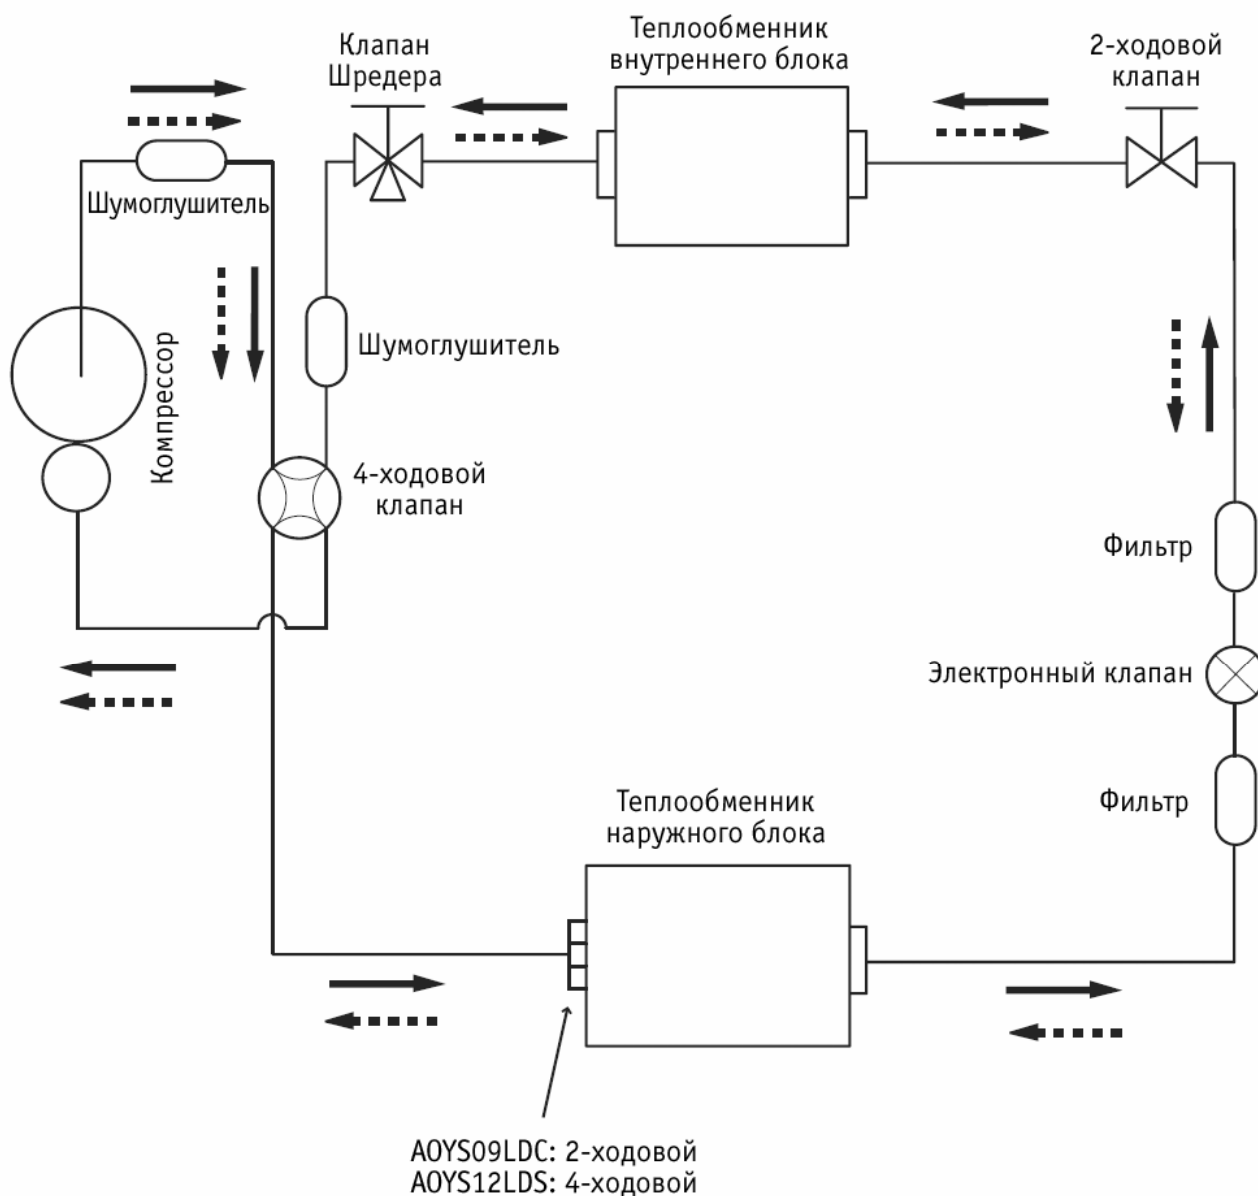 Теплообменник
внутреннего блока
Клапан
Шредера
2-ходовой
клапан
Шумоглушитель
Шумоглушитель
Компрессор
4-ходовой
клапан
Фильтр
Электронный клапан
Фильтр
Теплообменник
наружного блока
AOYS09LDC: 2-ходовой
AOYS12LDS: 4-ходовой